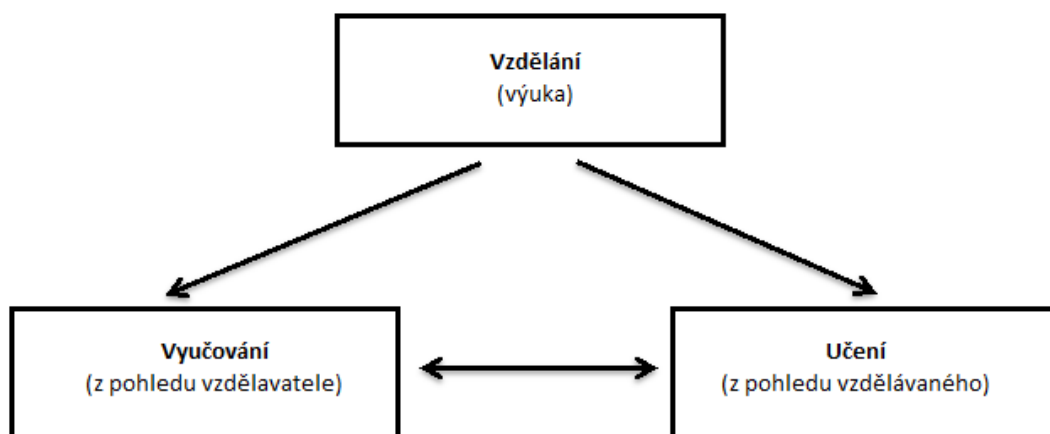 Vzdělání
(výuka)
Vyučování
(z pohledu vzdělavatele)
Učení
(z pohledu vzdělávaného)